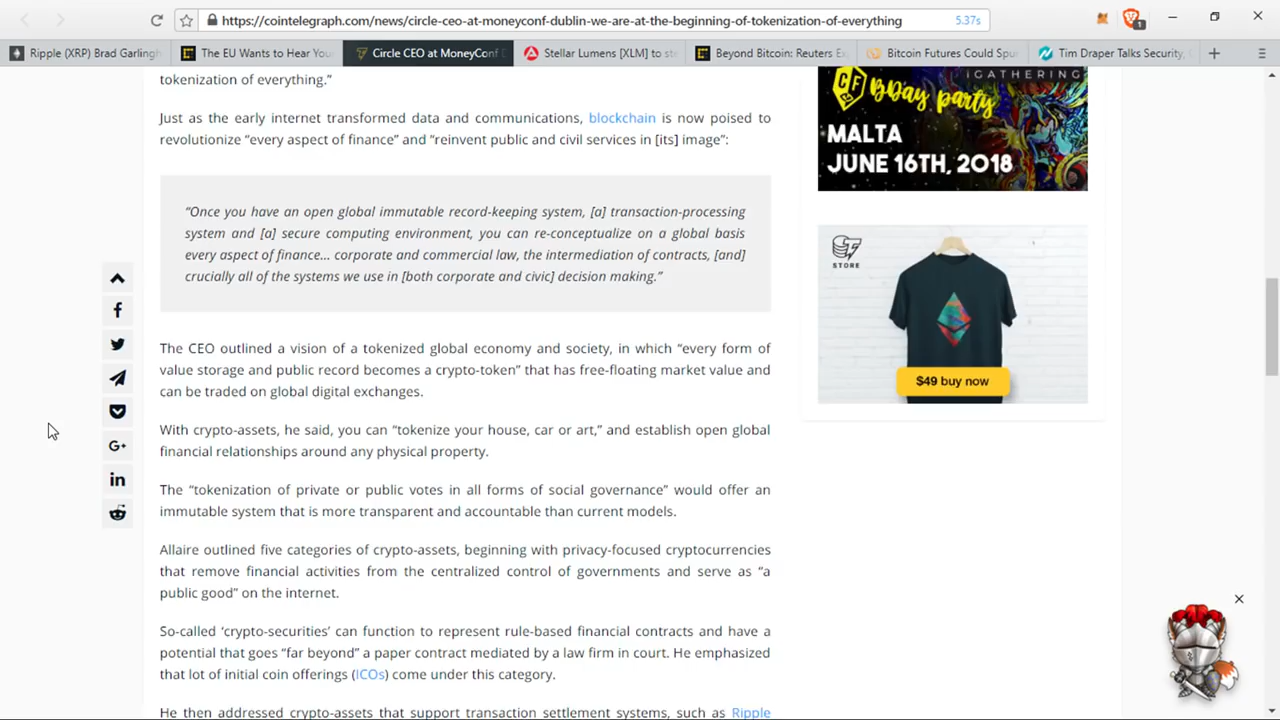 https://cointelegraph.com/news/circle-ceo-at-moneyconf-dublin-we-are-at-the-beginning-of-tokenization-of-everything
5.37s
1
Ripple (XRP) Brad Garlingh
The EU Wants to Hear You
Circle CEO at MoneyConf D
Stellar Lumens [XLM] to ste
Beyond Bitcoin: Reuters Ex
Bitcoin Futures Could Spu
Tim Draper Talks Security,
tokenization of everything.”
Just as the early internet transformed data and communications, blockchain is now poised to
revolutionize “every aspect of finance” and “reinvent public and civil services in [its] image”:
“Once you have an open global immutable record-keeping system, [a] transaction-processing
system and [a] secure computing environment, you can re-conceptualize on a global basis
every aspect of finance... corporate and commercial law, the intermediation of contracts, [and]
crucially all of the systems we use in [both corporate and civic] decision making.”
The CEO outlined a vision of a tokenized global economy and society, in which “every form of
value storage and public record becomes a crypto-token” that has free-floating market value and
can be traded on global digital exchanges.
With crypto-assets, he said, you can “tokenize your house, car or art,” and establish open global
financial relationships around any physical property.
The “tokenization of private or public votes in all forms of social governance” would offer an
immutable system that is more transparent and accountable than current models.
Allaire outlined five categories of crypto-assets, beginning with privacy-focused cryptocurrencies
that remove financial activities from the centralized control of governments and serve as “a
public good” on the internet.
So-called ‘crypto-securities’ can function to represent rule-based financial contracts and have a
potential that goes “far beyond” a paper contract mediated by a law firm in court. He emphasized
that lot of initial coin offerings (ICOs) come under this category.
He then addressed crypto-assets that support transaction settlement systems, such as Ripple
iGATHERING
CF
BDay party
MALTA
JUNE 16TH, 2018
STORE
$49 buy now
G+
in